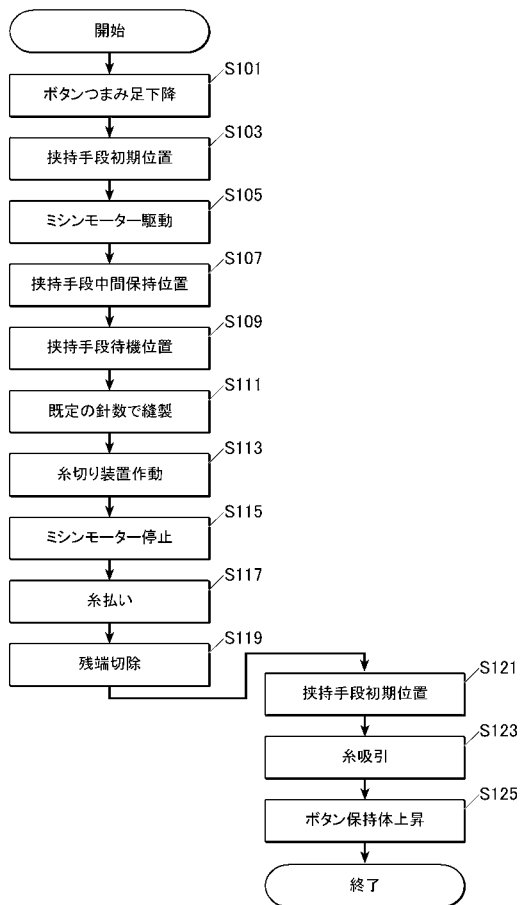 開始
S101
ボタンつまみ足下降
S103
挟持手段初期位置
S105
ミシンモーター駆動
S107
挟持手段中間保持位置
S109
挟持手段待機位置
S111
既定の針数で縫製
S113
糸切り装置作動
S115
ミシンモーター停止
S117
糸払い
S119
残端切除
S121
挟持手段初期位置
S123
糸吸引
S125
ボタン保持体上昇
終了